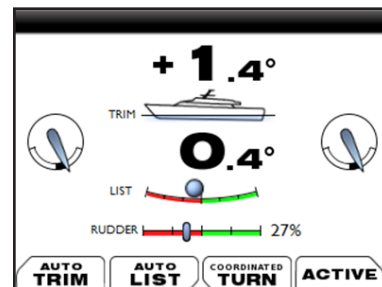 +1.4°
TRIM
0.4°
LIST
RUDDER 27%
AUTO TRIM
AUTO LIST
COORDINATED TURN
ACTIVE